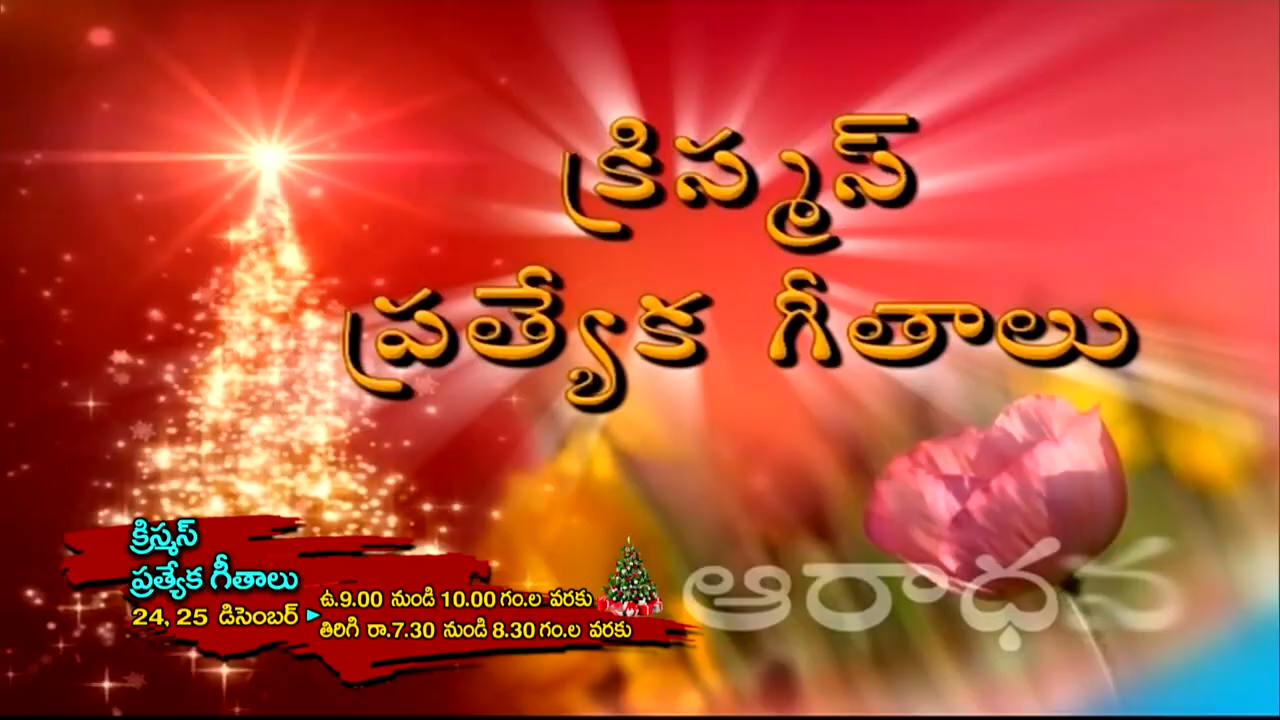 క్రిస్మస్
ప్రత్యేక గీతాలు
ఆరాధన
క్రిస్మస్
ప్రత్యేక గీతాలు
24, 25 డిసెంబర్
ఉ.9.00 నుండి 10.00 గం.ల వరకు
తిరిగి రా.7.30 నుండి 8.30 గం.ల వరకు